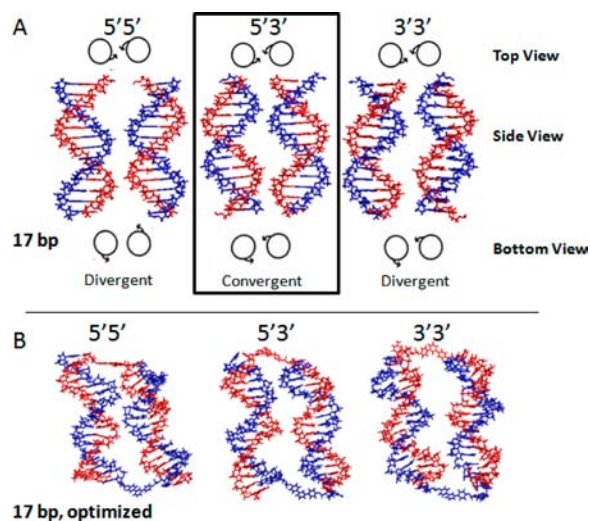 A 5'5' 5'3' 3'3'
Top View
Side View
17 bp
Bottom View
Divergent Convergent Divergent
B 5'5' 5'3' 3'3'
17 bp, optimized